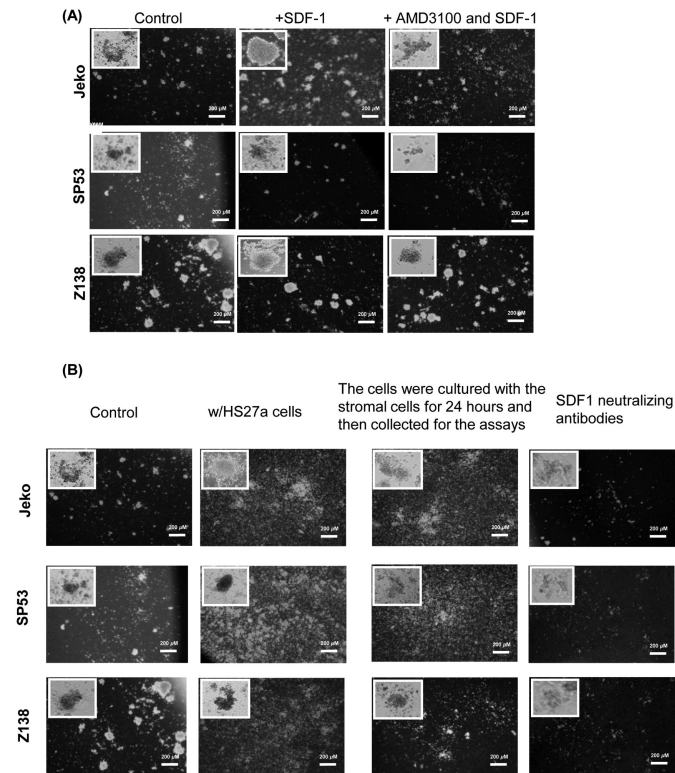 (A)
Control
+SDF-1
+ AMD3100 and SDF-1
Jeko
200 µM
200 µM
200 µM
SP53
200 µM
200 µM
200 µM
Z138
200 µM
200 µM
200 µM
(B)
Control
w/HS27a cells
The cells were cultured with the
stromal cells for 24 hours and
then collected for the assays
SDF1 neutralizing
antibodies
Jeko
200 µM
200 µM
200 µM
200 µM
SP53
200 µM
200 µM
200 µM
200 µM
Z138
200 µM
200 µM
200 µM
200 µM